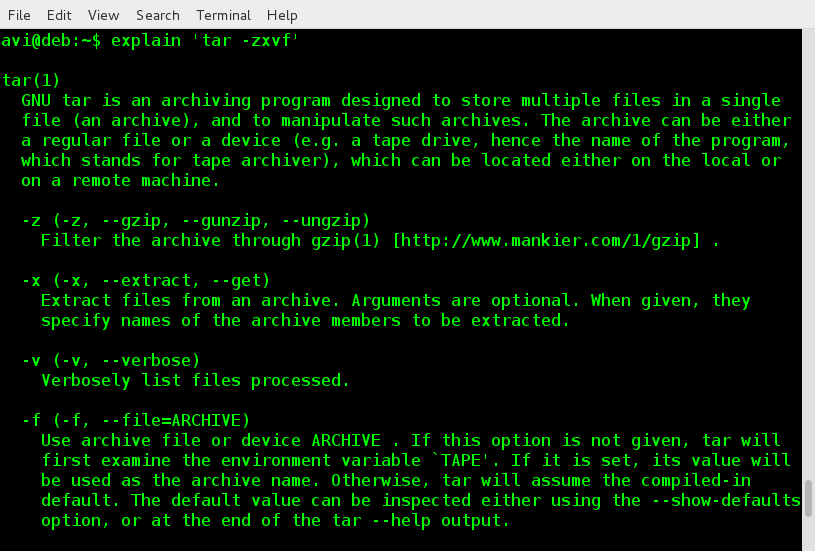 File Edit View Search Terminal Help
avi@deb:~$ explain 'tar -zxvf'
tar(1)
GNU tar is an archiving program designed to store multiple files in a single
file (an archive), and to manipulate such archives. The archive can be either
a regular file or a device (e.g. a tape drive, hence the name of the program,
which stands for tape archiver), which can be located either on the local or
on a remote machine.
-z (-z, --gzip, --gunzip, --ungzip)
Filter the archive through gzip(1) [http://www.mankier.com/1/gzip] .
-x (-x, --extract, --get)
Extract files from an archive. Arguments are optional. When given, they
specify names of the archive members to be extracted.
-v (-v, --verbose)
Verbosely list files processed.
-f (-f, --file=ARCHIVE)
Use archive file or device ARCHIVE . If this option is not given, tar will
first examine the environment variable `TAPE'. If it is set, its value will
be used as the archive name. Otherwise, tar will assume the compiled-in
default. The default value can be inspected either using the --show-defaults
option, or at the end of the tar --help output.